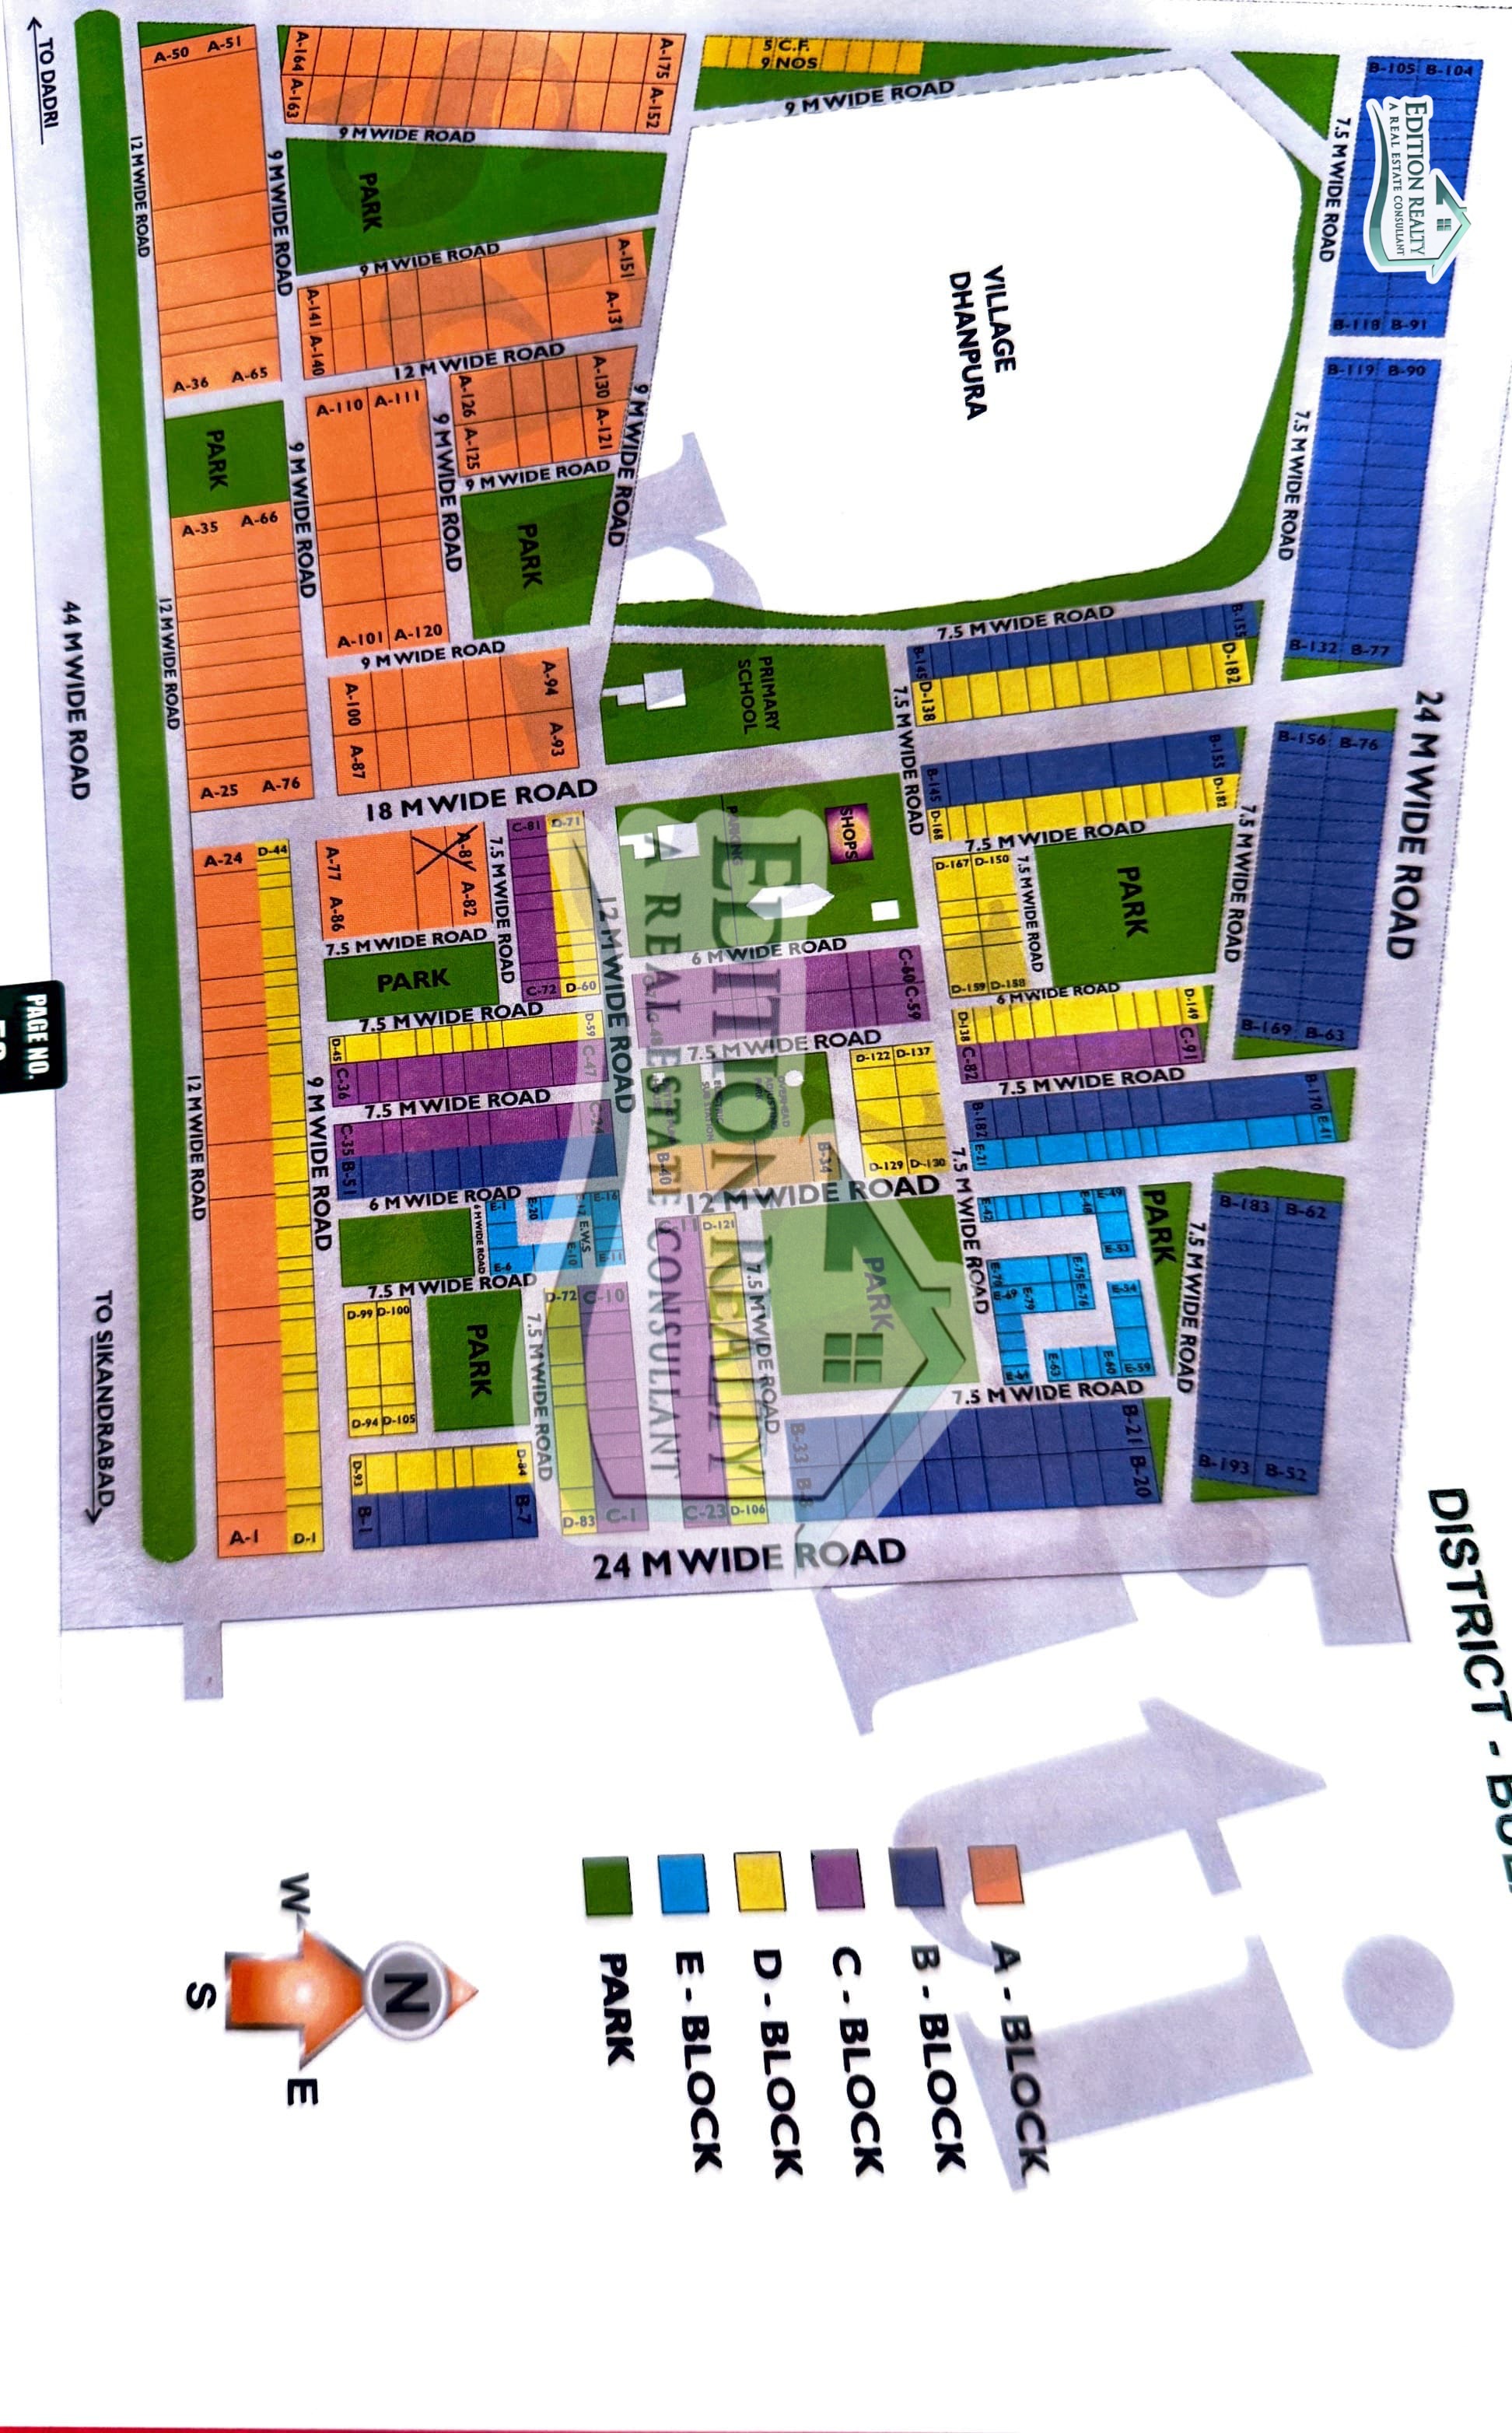 DISTRICT -
EDITION REALTY
A REAL ESTATE CONSULLANT
B-104
B-105
B-91
B-118
B-90
B-119
B-77
B-132
24 M WIDE ROAD
B-76
B-156
B-63
B-169
B-170
E-41
B-62
B-183
B-52
B-193
7.5 M WIDE ROAD
7.5 M WIDE ROAD
7.5 M WIDE ROAD
7.5 M WIDE ROAD
B-155
D-182
B-155
D-182
PARK
D-149
C-91
PARK
E-49
E-53
E-54
E-59
E-60
E-48
E-75
E-76
E-63
E-79
E-69
E-70
E-42
B-21
B-20
7.5 M WIDE ROAD
7.5 M WIDE ROAD
6 M WIDE ROAD
7.5 M WIDE ROAD
7.5 M WIDE ROAD
7.5 M WIDE ROAD
D-150
D-167
D-158
D-159
D-138
C-82
B-182
E-21
7.5 M WIDE ROAD
VILLAGE
DHANPURA
B-145
D-138
B-145
D-168
7.5 M WIDE ROAD
9 M WIDE ROAD
5 C.F.
9 NOS
PRIMARY
SCHOOL
SHOPS
PARKING
C-60
C-59
D-137
D-122
D-130
D-129
PARK
B-34
B-40
OVERHEAD
ELECTRIC
SUB STATION
6 M WIDE ROAD
7.5 M WIDE ROAD
12 M WIDE ROAD
B-33
B-8
7.5 M WIDE ROAD
D-106
D-121
C-23
C-48
24 M WIDE ROAD
EDITION REALTY
A REAL ESTATE CONSULLANT
A-175
A-152
A-151
A-131
9 M WIDE ROAD
A-130
A-121
A-126
A-125
PARK
A-94
A-93
A-100
A-87
12 M WIDE ROAD
18 M WIDE ROAD
D-71
D-60
C-81
C-72
D-59
C-47
C-24
E-16
E-11
E-17
E.W.S
E-10
E-20
E-1
E-6
C-10
C-1
D-72
D-83
7.5 M WIDE ROAD
7.5 M WIDE ROAD
A-81
A-82
A-77
A-86
7.5 M WIDE ROAD
PARK
7.5 M WIDE ROAD
7.5 M WIDE ROAD
6 M WIDE ROAD
6 M WIDE ROAD
7.5 M WIDE ROAD
PARK
D-84
B-7
D-100
D-99
D-105
D-94
D-93
B-1
D-45
C-36
C-35
B-51
9 M WIDE ROAD
PARK
9 M WIDE ROAD
12 M WIDE ROAD
9 M WIDE ROAD
9 M WIDE ROAD
A-111
A-110
A-120
A-101
9 M WIDE ROAD
A-164
A-163
A-141
A-140
9 M WIDE ROAD
9 M WIDE ROAD
9 M WIDE ROAD
A-51
A-50
A-65
A-36
PARK
A-66
A-35
A-76
A-25
D-44
A-24
D-1
A-1
12 M WIDE ROAD
12 M WIDE ROAD
12 M WIDE ROAD
44 M WIDE ROAD
TO SIKANDRABAD
TO DADRI
PAGE NO.
A - BLOCK
B - BLOCK
C - BLOCK
D - BLOCK
E - BLOCK
PARK
N
W
E
S